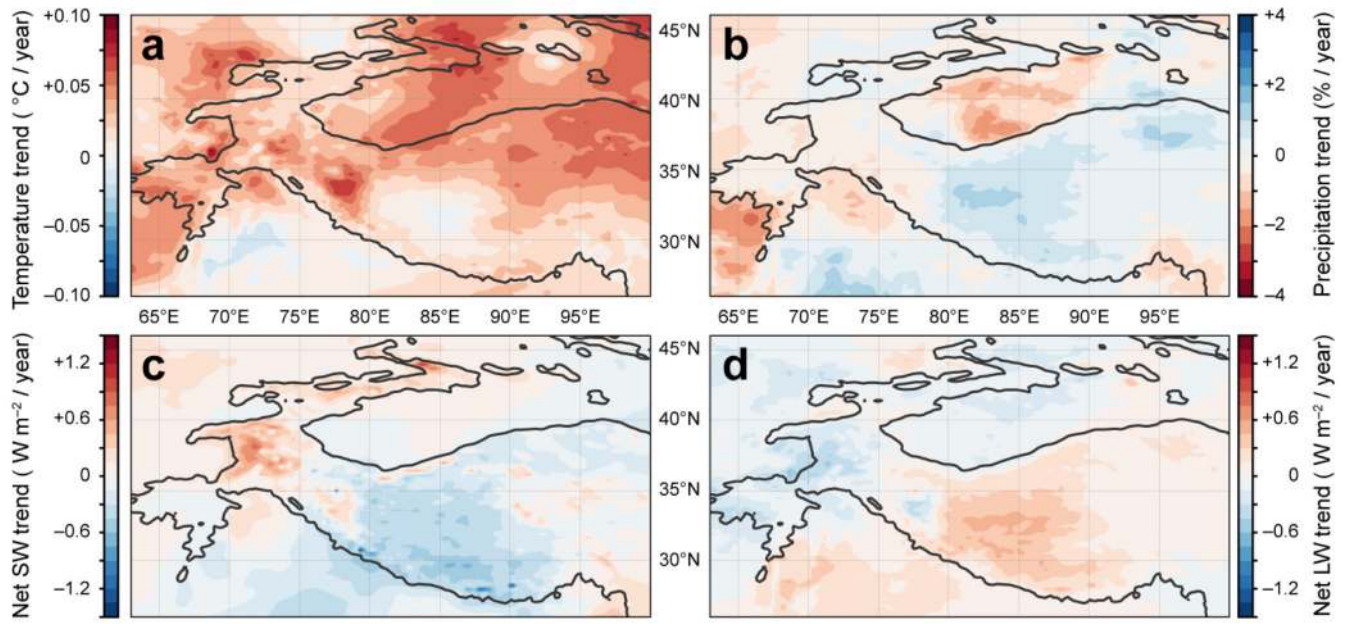 Temperature trend ( °C / year)
+0.10
+0.05
0
−0.05
−0.10
a
45°N
40°N
35°N
30°N
b
+4
+2
0
−2
−4
Precipitation trend (% / year)
65°E 70°E 75°E 80°E 85°E 90°E 95°E
65°E 70°E 75°E 80°E 85°E 90°E 95°E
Net SW trend ( W m⁻² / year)
+1.2
+0.6
0
−0.6
−1.2
c
45°N
40°N
35°N
30°N
d
+1.2
+0.6
0
−0.6
−1.2
Net LW trend ( W m⁻² / year)